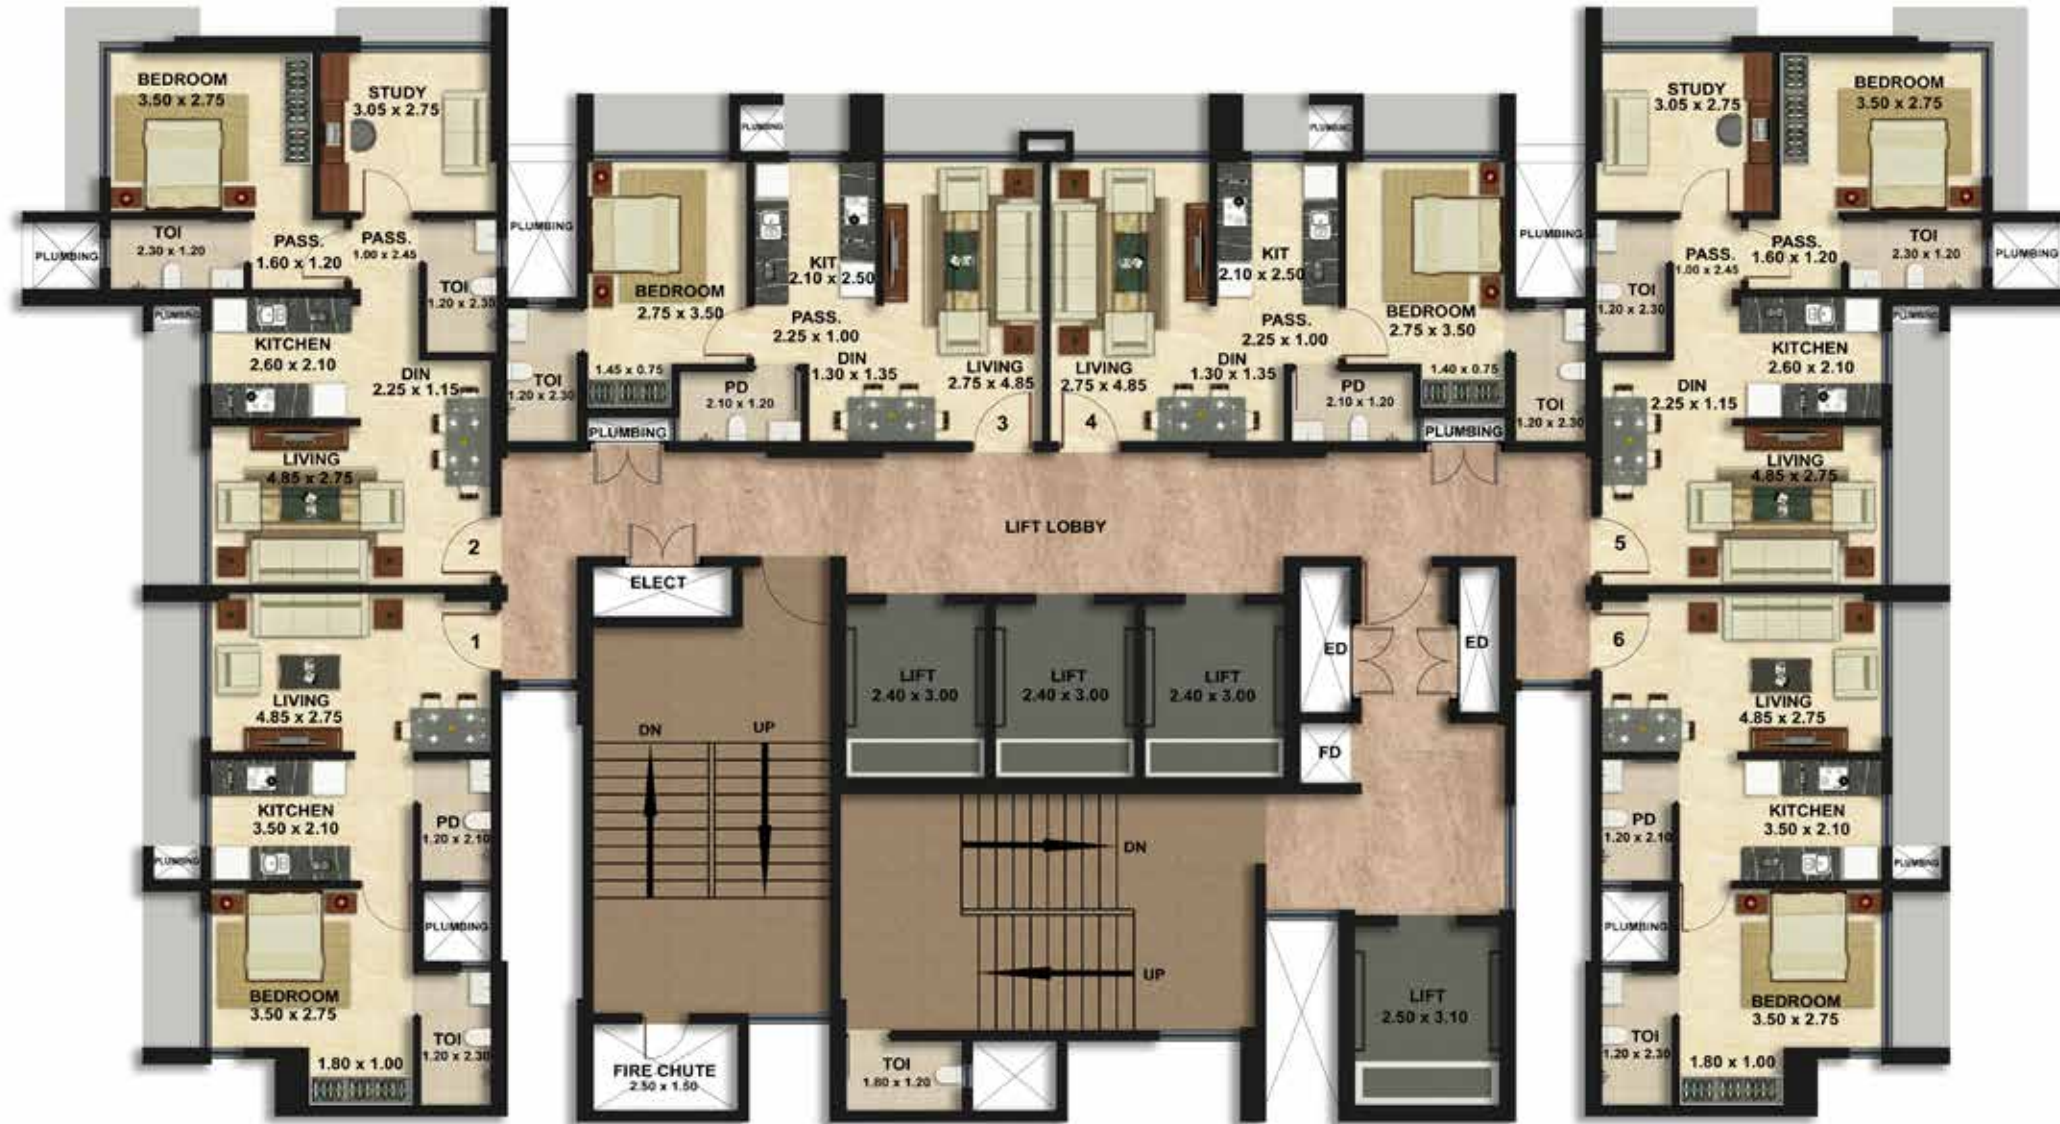 BEDROOM
3.50 x 2.75
STUDY
3.05 x 2.75
PLUMBING
TOI
2.30 x 1.20
PASS.
1.60 x 1.20
PASS.
1.00 x 2.45
TOI
1.20 x 2.30
PLUMBING
PLUMBING
KITCHEN
2.60 x 2.10
DIN
2.25 x 1.15
LIVING
4.85 x 2.75
2
PLUMBING
PLUMBING
BEDROOM
2.75 x 3.50
KIT
2.10 x 2.50
PASS.
2.25 x 1.00
TOI
1.20 x 2.30
1.45 x 0.75
PD
2.10 x 1.20
DIN
1.30 x 1.35
LIVING
2.75 x 4.85
3
PLUMBING
PLUMBING
KIT
2.10 x 2.50
BEDROOM
2.75 x 3.50
PASS.
2.25 x 1.00
LIVING
2.75 x 4.85
DIN
1.30 x 1.35
PD
2.10 x 1.20
1.40 x 0.75
TOI
1.20 x 2.30
4
PLUMBING
PLUMBING
STUDY
3.05 x 2.75
BEDROOM
3.50 x 2.75
PASS.
1.00 x 2.45
PASS.
1.60 x 1.20
TOI
2.30 x 1.20
PLUMBING
TOI
1.20 x 2.30
PLUMBING
KITCHEN
2.60 x 2.10
DIN
2.25 x 1.15
LIVING
4.85 x 2.75
5
LIFT LOBBY
ELECT
1
LIVING
4.85 x 2.75
KITCHEN
3.50 x 2.10
PD
1.20 x 2.10
PLUMBING
PLUMBING
BEDROOM
3.50 x 2.75
TOI
1.20 x 2.30
1.80 x 1.00
DN
UP
FIRE CHUTE
2.50 x 1.50
LIFT
2.40 x 3.00
LIFT
2.40 x 3.00
LIFT
2.40 x 3.00
ED
ED
FD
DN
UP
TOI
1.80 x 1.20
LIFT
2.50 x 3.10
6
LIVING
4.85 x 2.75
KITCHEN
3.50 x 2.10
PD
1.20 x 2.10
PLUMBING
PLUMBING
BEDROOM
3.50 x 2.75
TOI
1.20 x 2.30
1.80 x 1.00